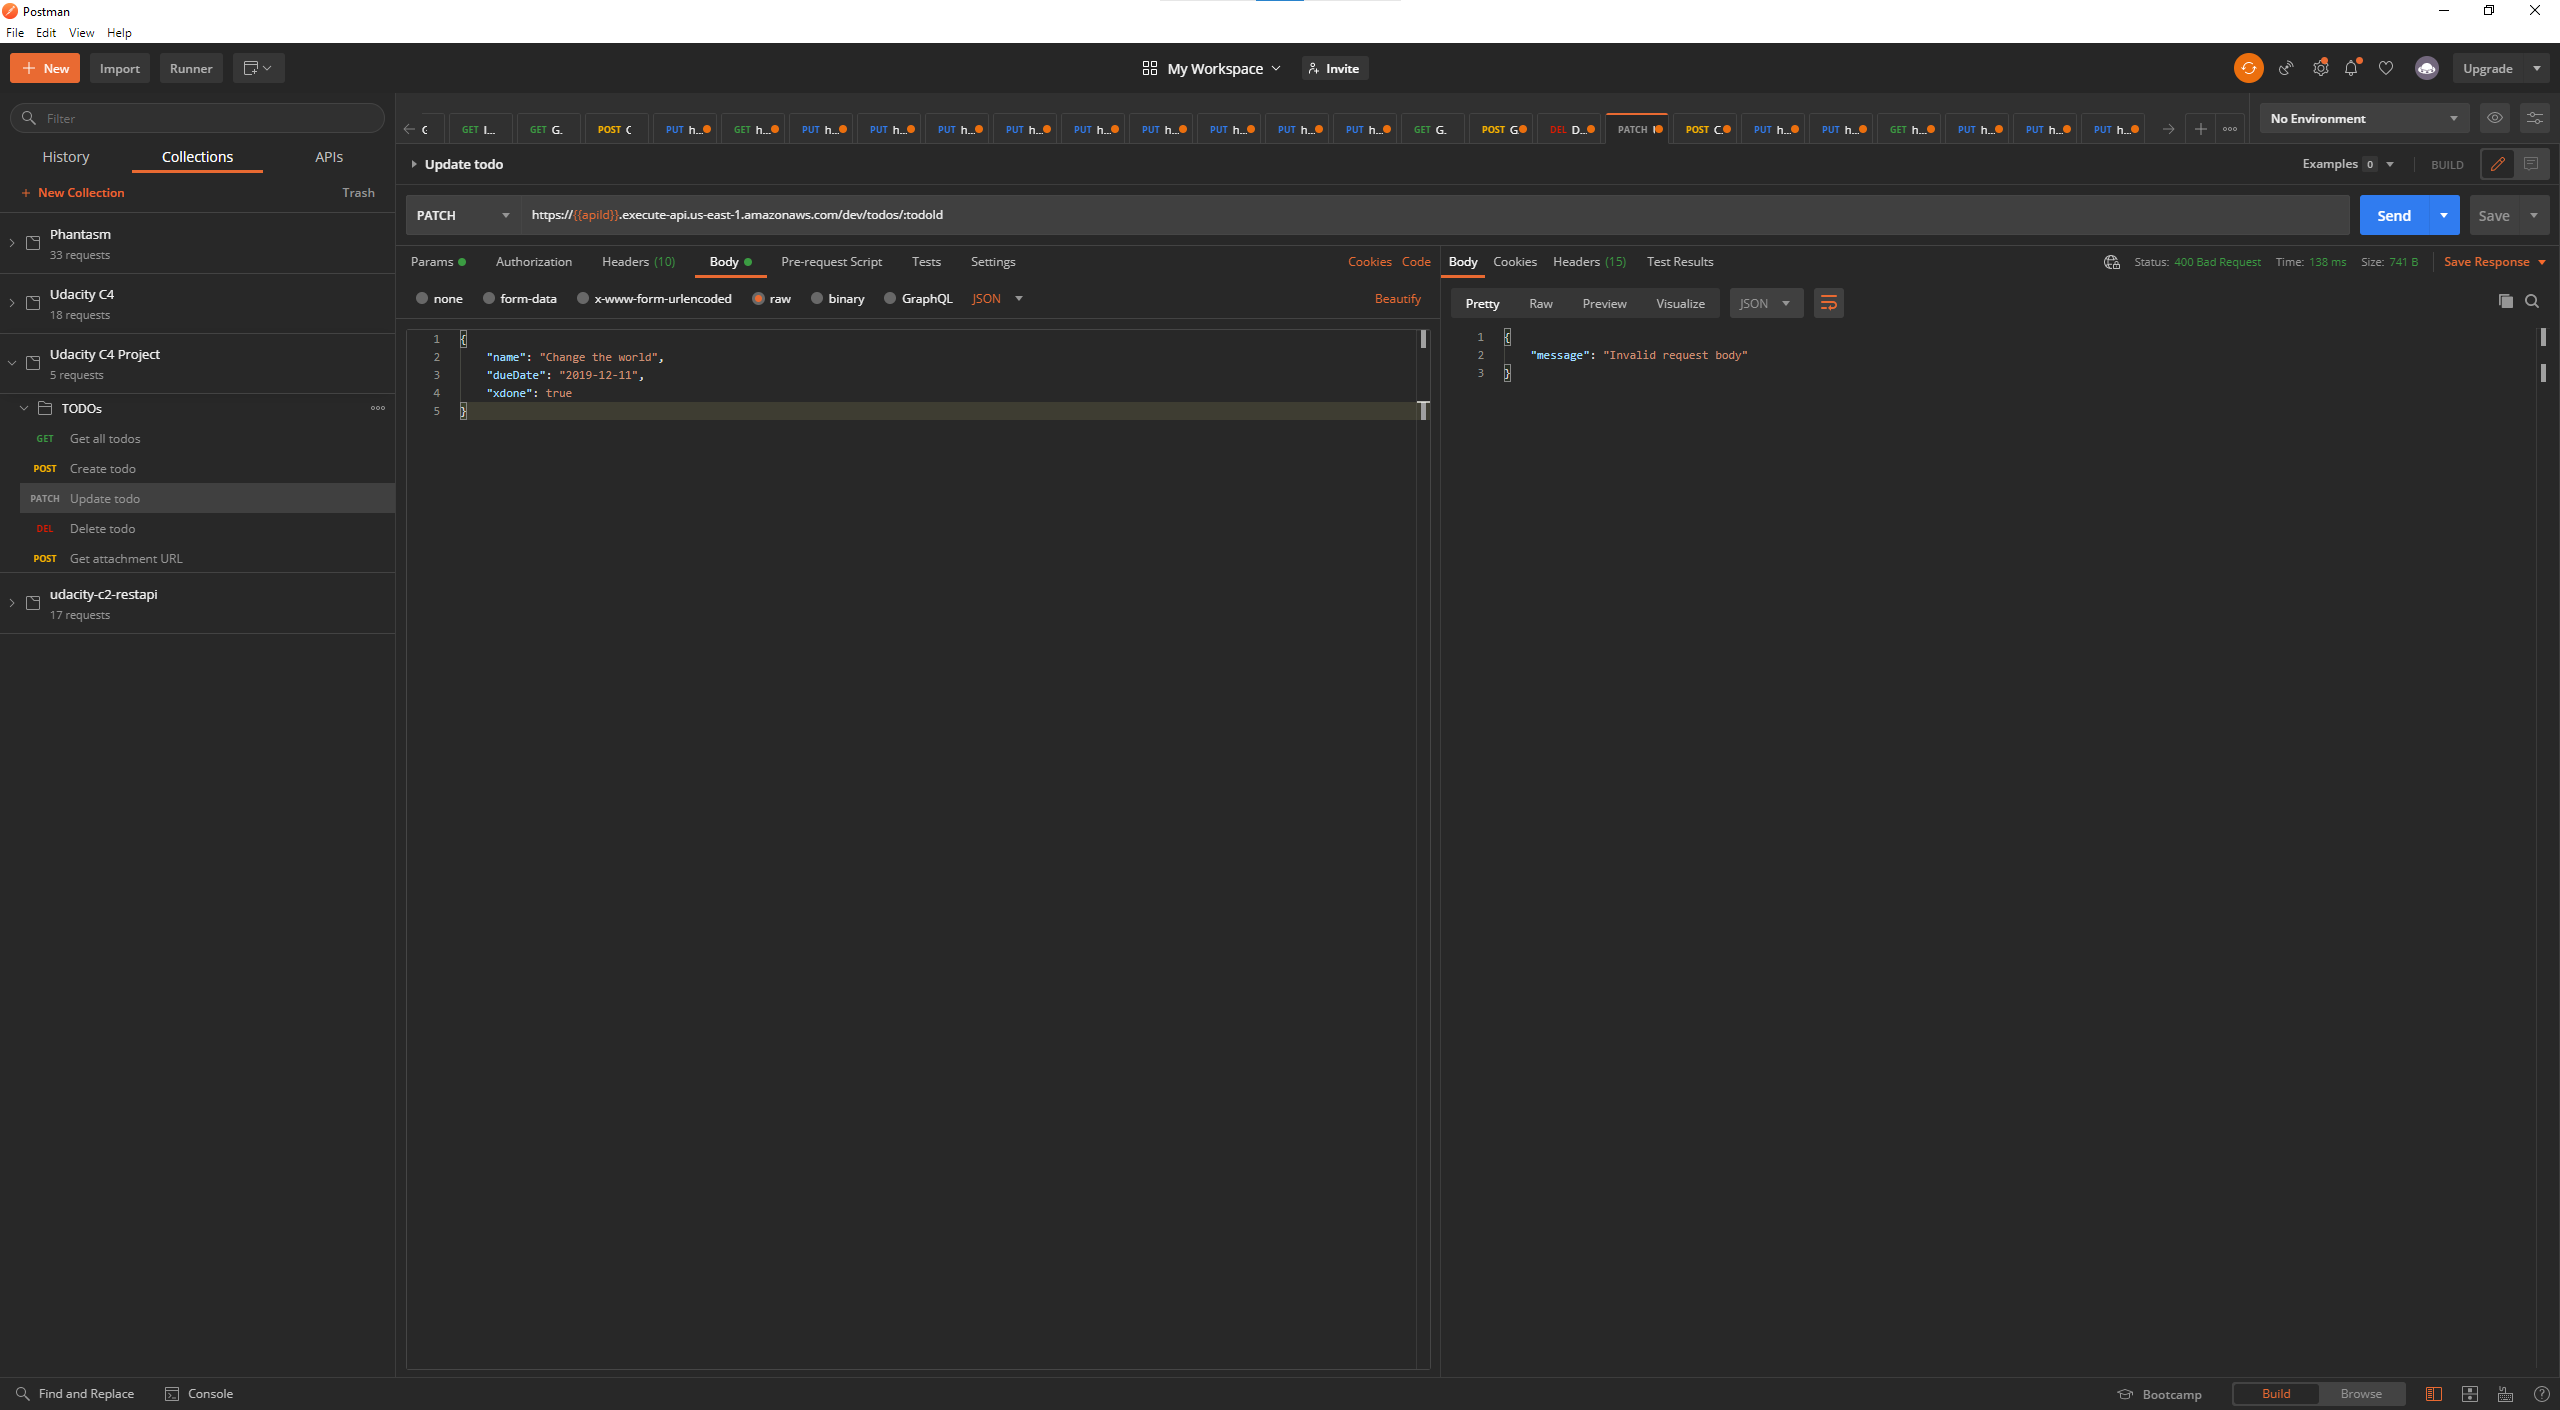 Postman
File Edit View Help
New Import Runner My Workspace Invite Upgrade
Filter
History Collections APIs
New Collection Trash
Phantasm
33 requests
Udacity C4
18 requests
Udacity C4 Project
5 requests
TODOs
GET Get all todos
POST Create todo
PATCH Update todo
DEL Delete todo
POST Get attachment URL
udacity-c2-restapi
17 requests
GET I... GET G. POST PUT h... GET h... PUT h... PUT h... PUT h... PUT h... PUT h... PUT h... PUT h... PUT h... PUT h... GET G. POST G DEL D... PATCH POST C. PUT h... PUT h... GET h... PUT h... PUT h... PUT h...
No Environment
Update todo Examples 0 BUILD
PATCH https://{{apiId}}.execute-api.us-east-1.amazonaws.com/dev/todos/:todoId Send Save
Params Authorization Headers (10) Body Pre-request Script Tests Settings Cookies Code
none form-data x-www-form-urlencoded raw binary GraphQL JSON Beautify
1 {
2 "name": "Change the world",
3 "dueDate": "2019-12-11",
4 "xdone": true
5 }
Body Cookies Headers (15) Test Results Status: 400 Bad Request Time: 138 ms Size: 741 B Save Response
Pretty Raw Preview Visualize JSON
1 {
2 "message": "Invalid request body"
3 }
Find and Replace Console Bootcamp Build Browse